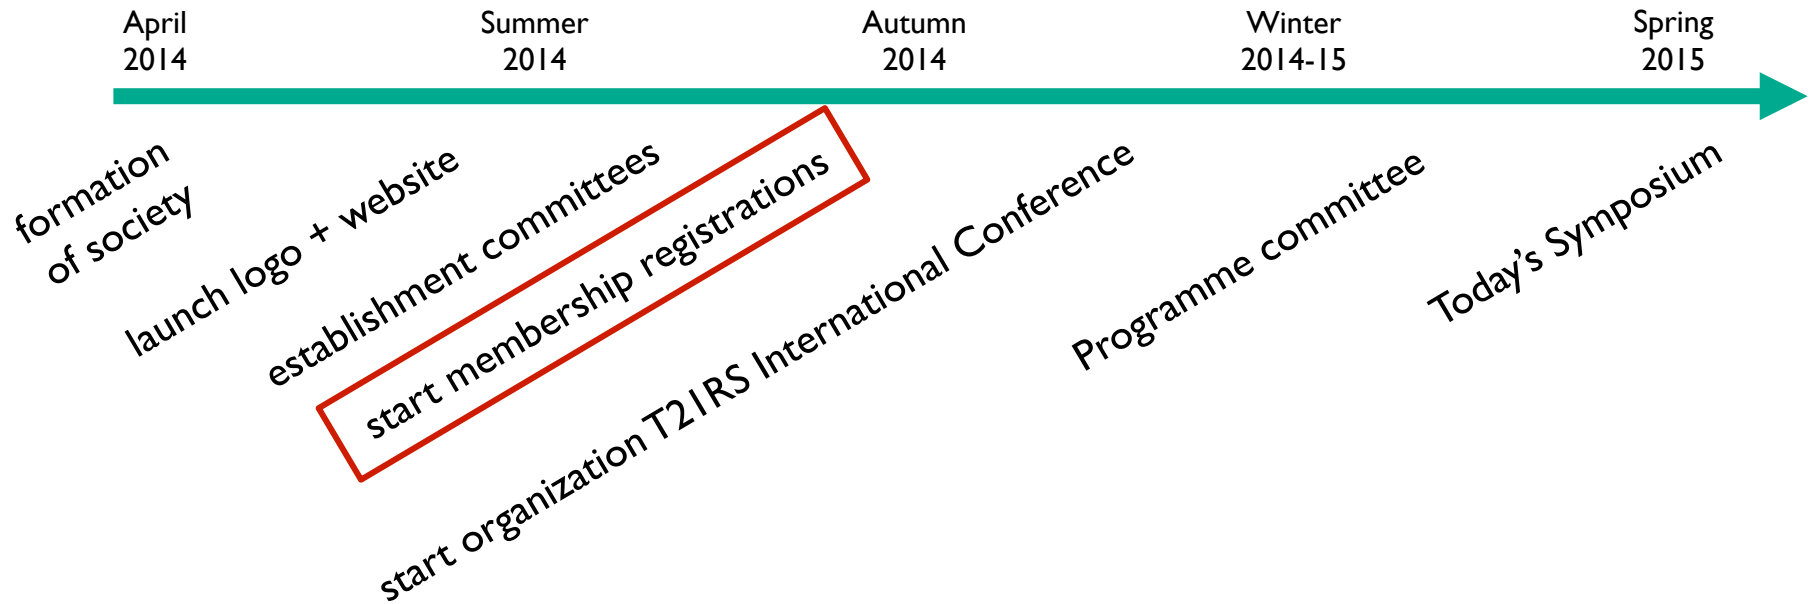 April
2014
Summer
2014
Autumn
2014
Winter
2014-15
Spring
2015
formation
of society
launch logo + website
establishment committees
start membership registrations
start organization T21RS International Conference
Programme committee
Today’s Symposium